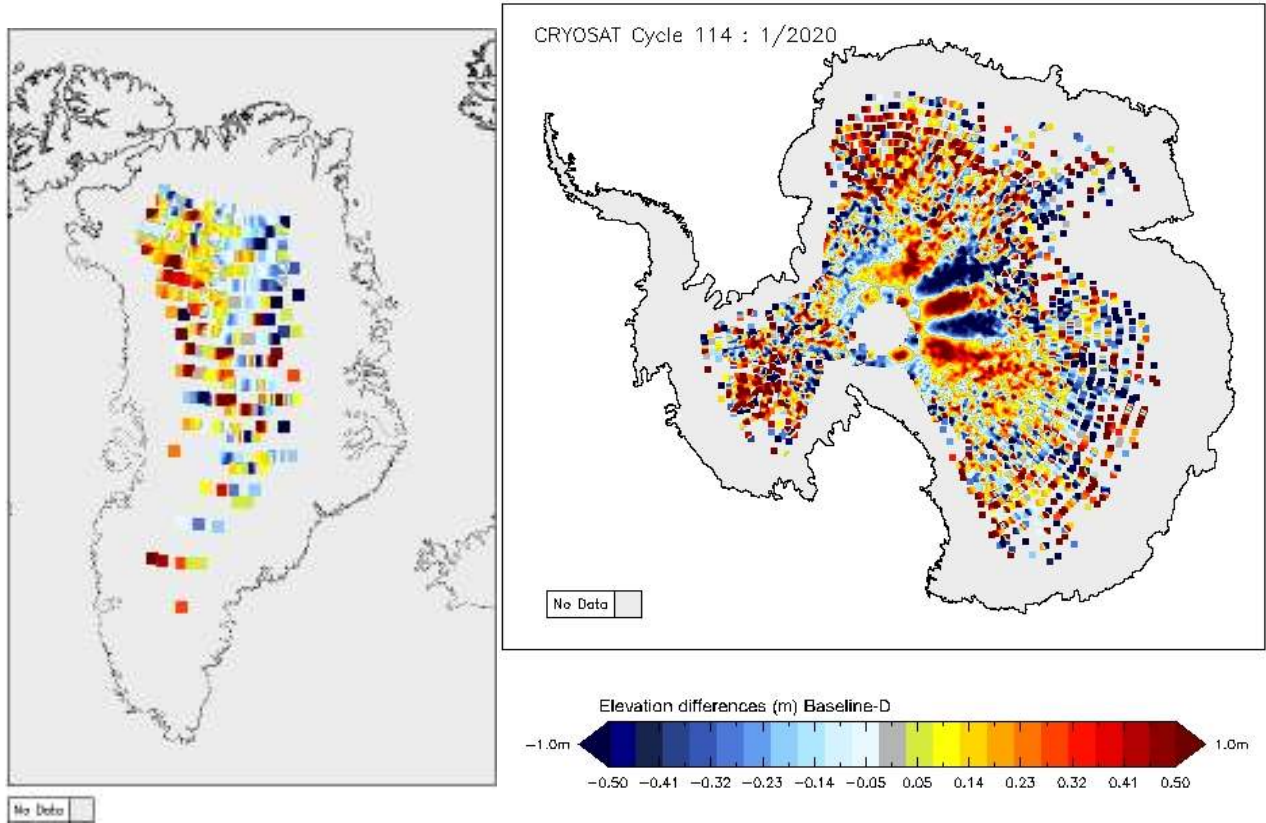 CRYOSAT Cycle 114 : 1/2020
No Data
No Data
Elevation differences (m) Baseline-D
-1.0m 1.0m
-0.50 -0.41 -0.32 -0.23 -0.14 -0.05 0.05 0.14 0.23 0.32 0.41 0.50